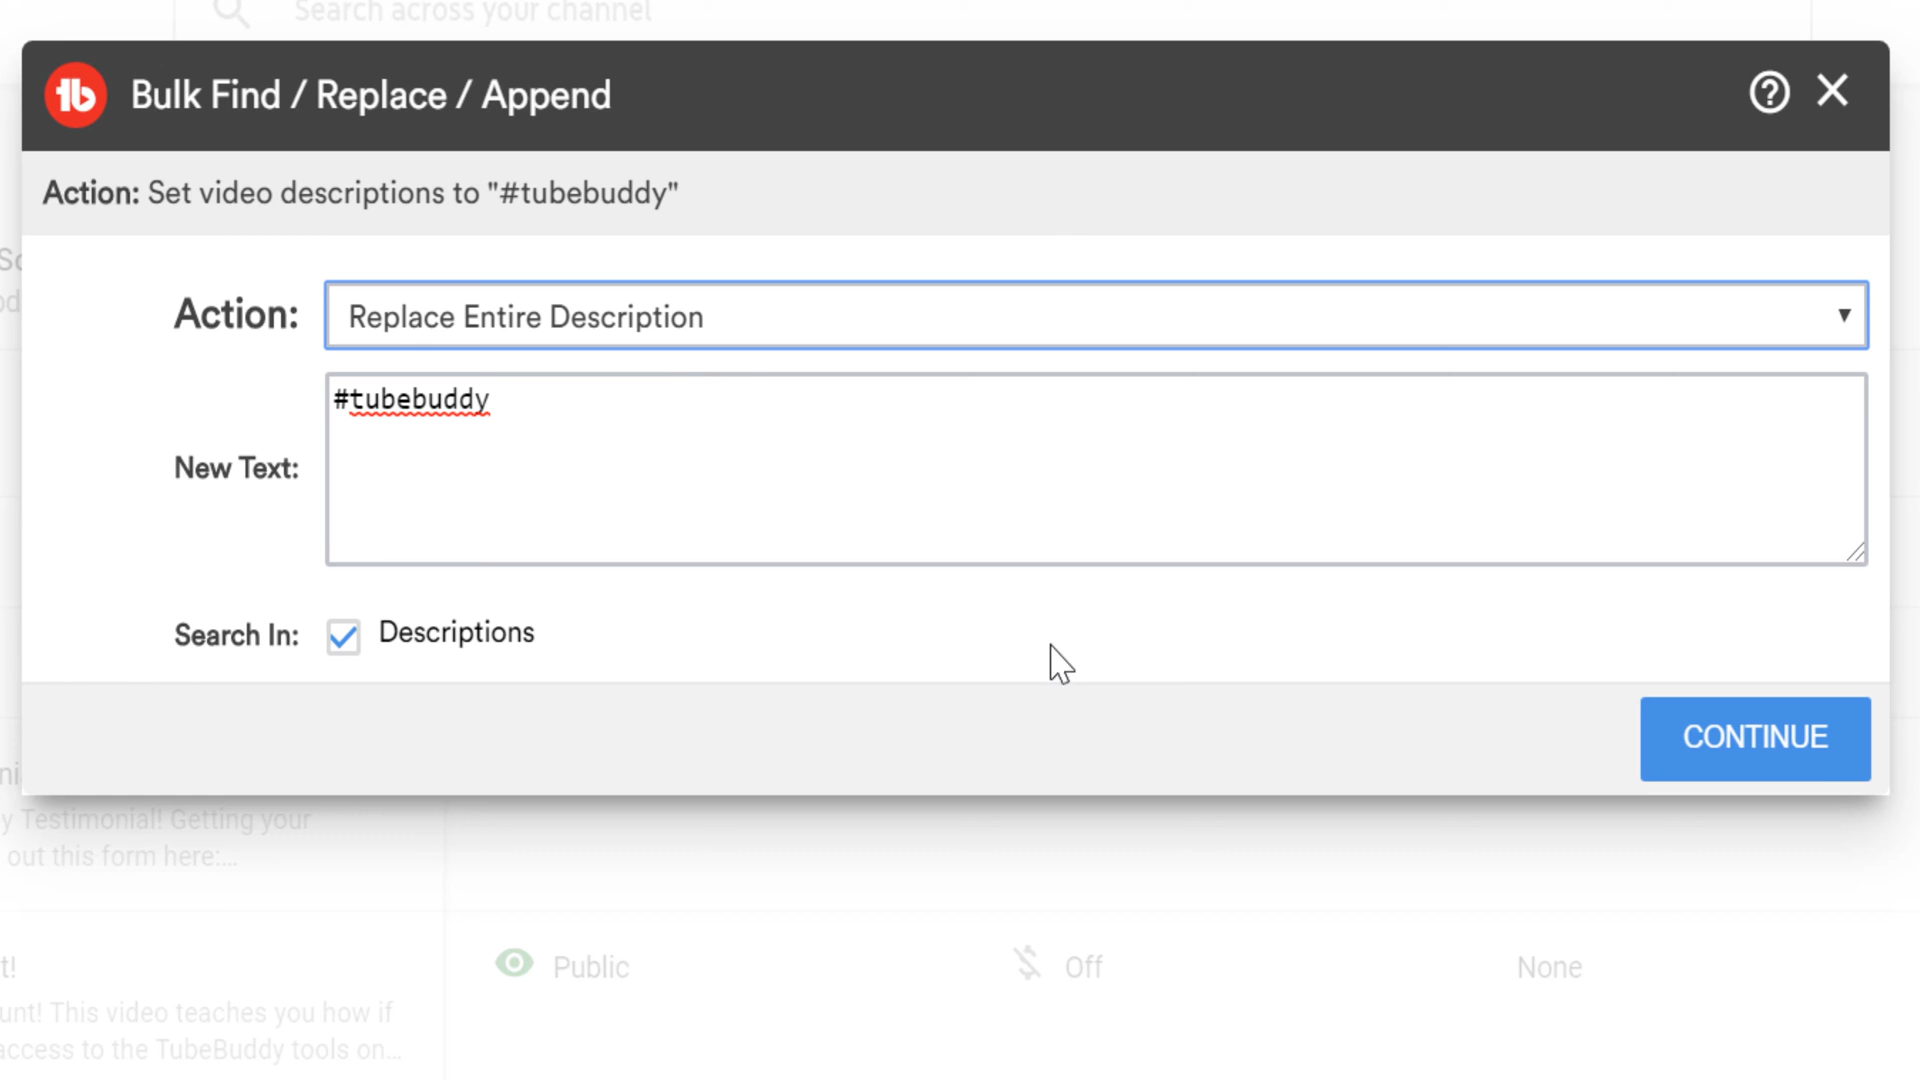 Search across your channel
tb Bulk Find / Replace / Append
Action: Set video descriptions to "#tubebuddy"
Action: Replace Entire Description
#tubebuddy
New Text:
Search In: Descriptions
CONTINUE
y Testimonial! Getting your
out this form here:...
t! Public Off None
unt! This video teaches you how if
access to the TubeBuddy tools on...